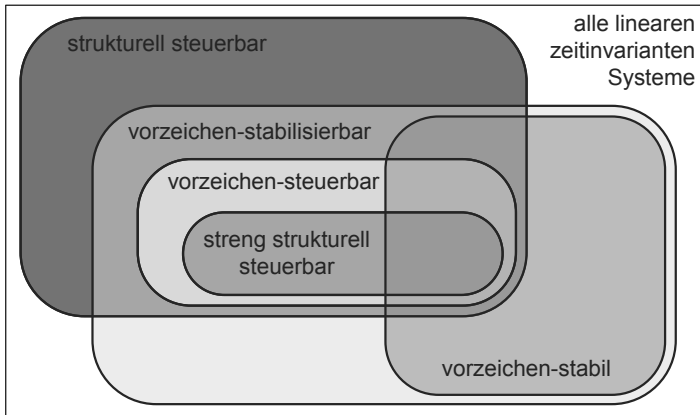 strukturell steuerbar
alle linearen
zeitinvarianten
Systeme
vorzeichen-stabilisierbar
vorzeichen-steuerbar
streng strukturell
steuerbar
vorzeichen-stabil